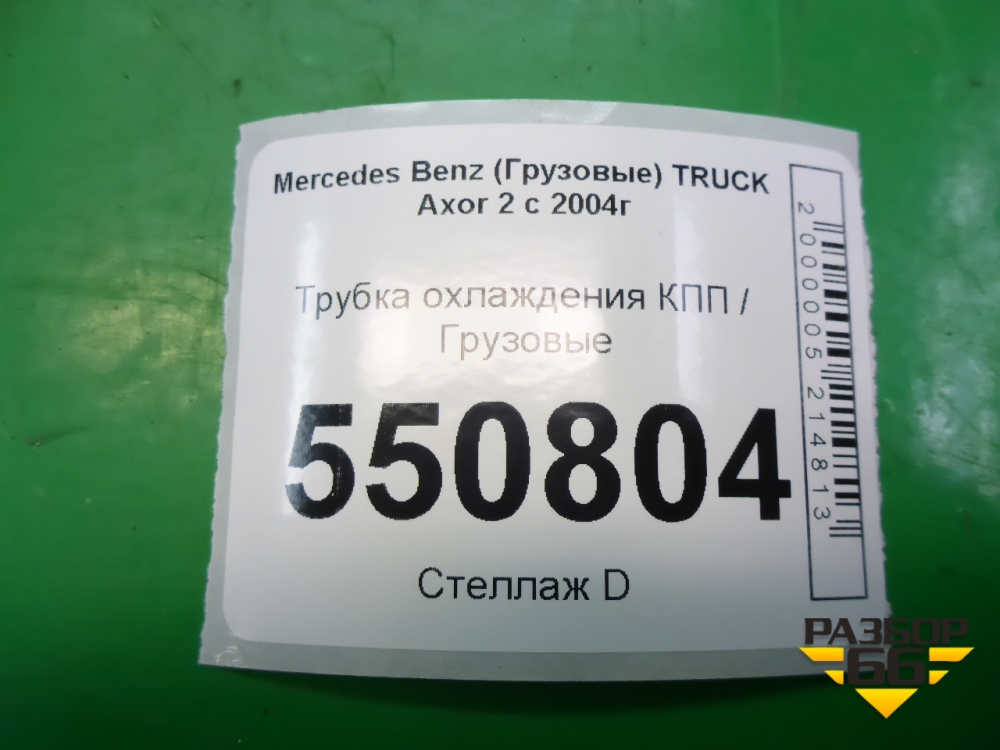 Mercedes Benz (Грузовые) TRUCK
Axor 2 с 2004г
Трубка охлаждения КПП /
Грузовые
550804
Стеллаж D
2000005214813
РАЗБОР
66